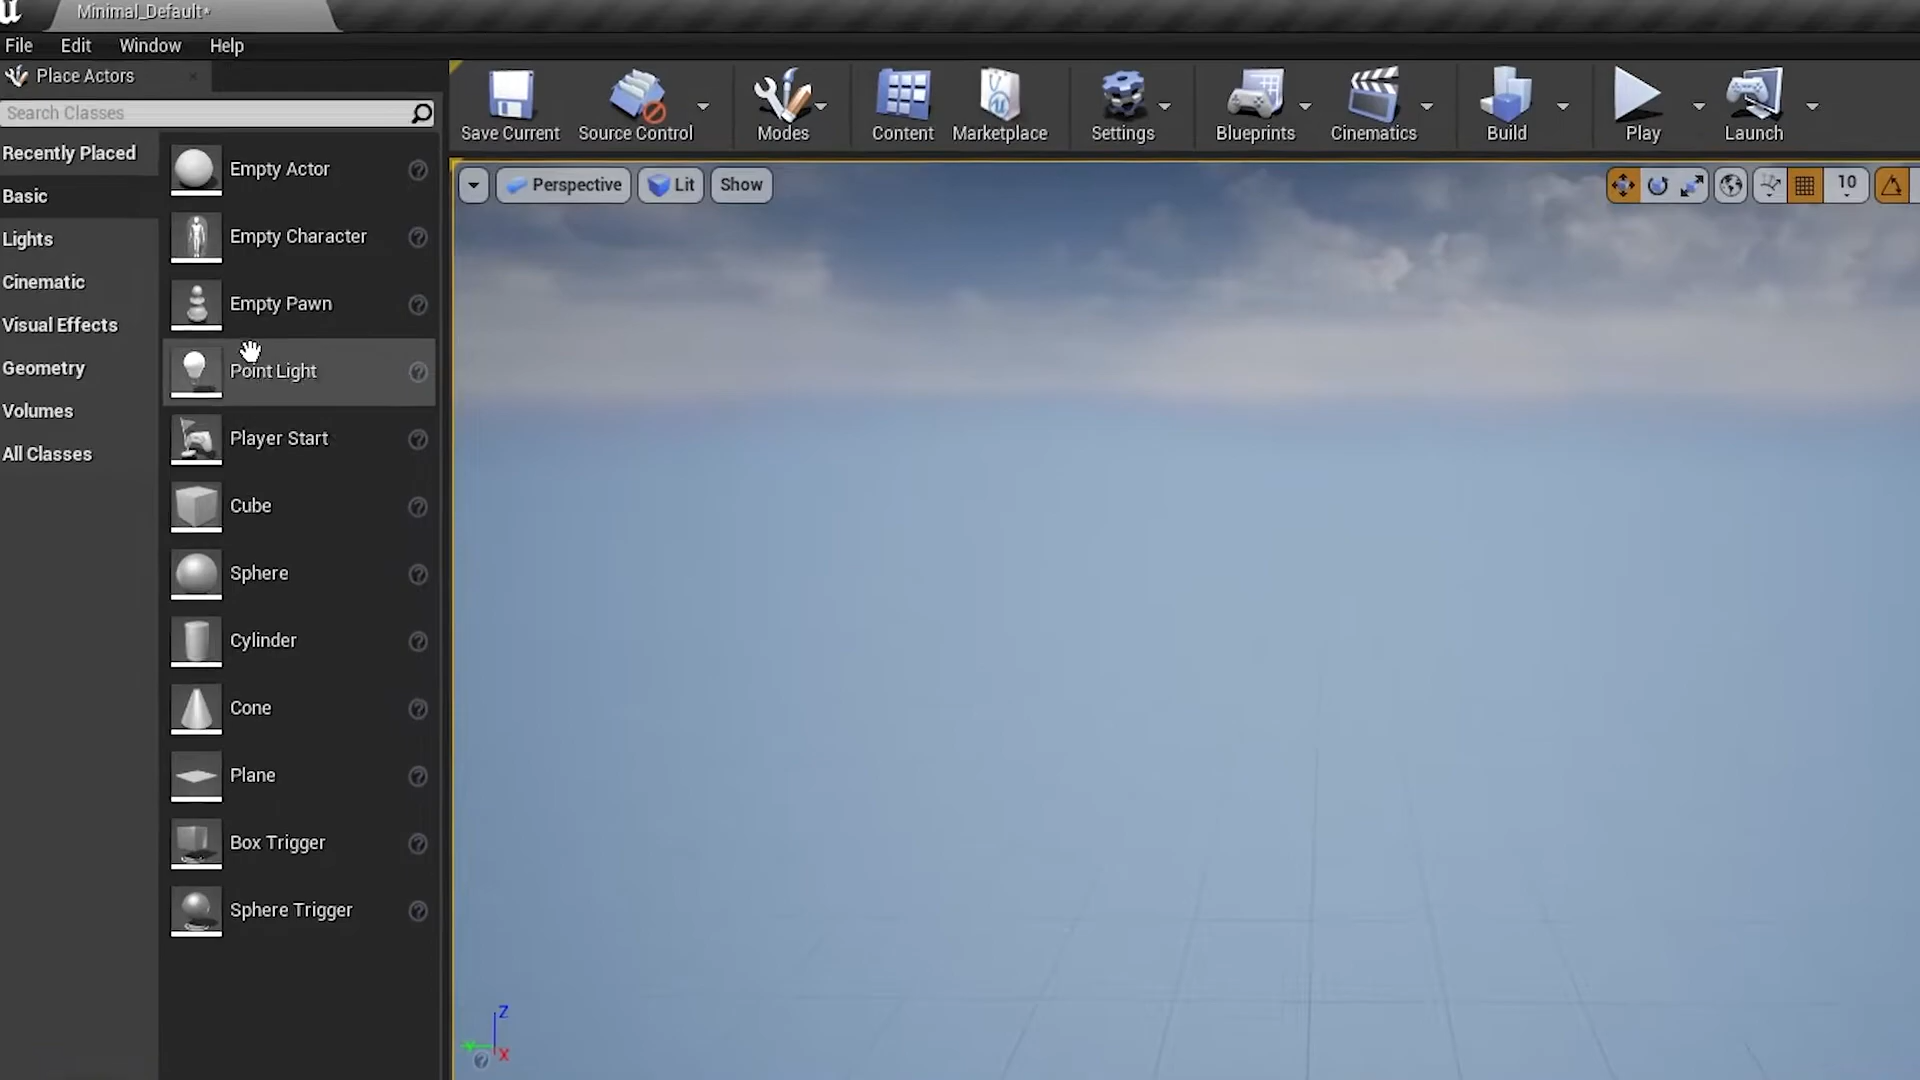 Minimal_Default*
File Edit Window Help
Place Actors
Search Classes
Save Current Source Control Modes Content Marketplace Settings Blueprints Cinematics Build Play Launch
Recently Placed
Basic
Lights
Cinematic
Visual Effects
Geometry
Volumes
All Classes
Empty Actor
Empty Character
Empty Pawn
Point Light
Player Start
Cube
Sphere
Cylinder
Cone
Plane
Box Trigger
Sphere Trigger
Perspective Lit Show
10
Z
Y
X